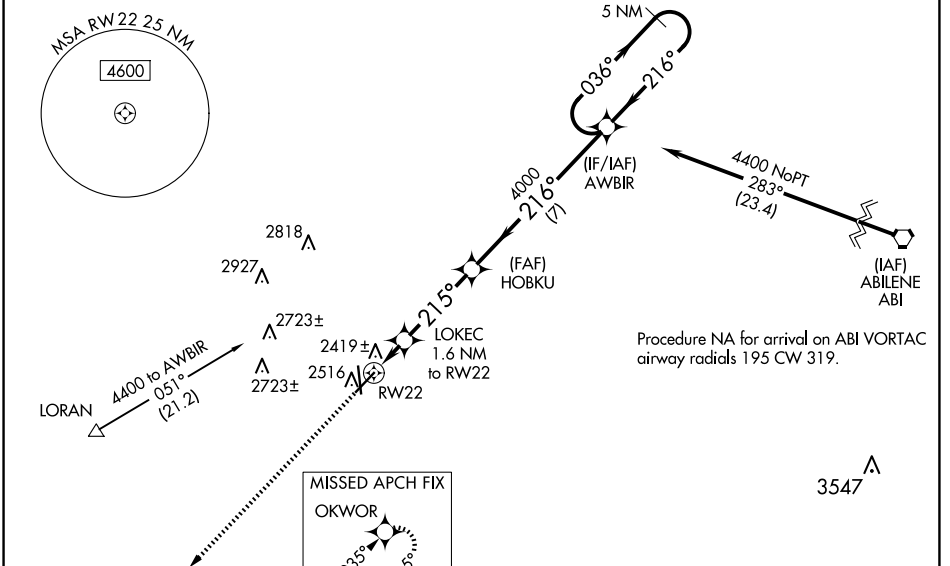 MSA RW22 25 NM
4600
5 NM
036°
216°
(IF/IAF)
AWBIR
4400 NoPT
283°
(23.4)
4000
216°
(7)
(IAF)
ABILENE
ABI
2818
2927
(FAF)
HOBKU
215°
2723±
LOKEC
1.6 NM
to RW22
2419±
Procedure NA for arrival on ABI VORTAC
airway radials 195 CW 319.
4400 to AWBIR
051°
(21.2)
2723±
2516
RW22
LORAN
3547
MISSED APCH FIX
OKWOR
035°